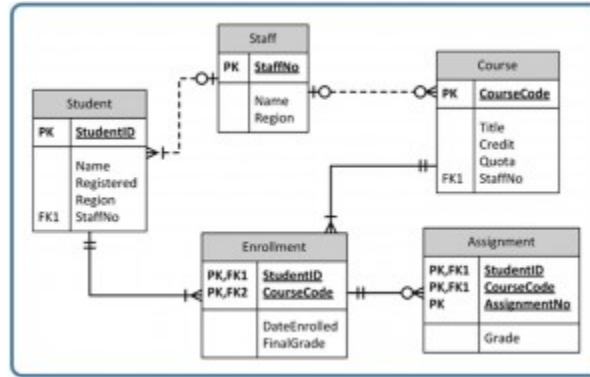 Staff
PK StaffNo
Name
Region
Course
PK CourseCode
Title
Credit
Quota
FK1 StaffNo
Student
PK StudentID
Name
Registered
Region
FK1 StaffNo
Enrollment
PK,FK1 StudentID
PK,FK2 CourseCode
DateEnrolled
FinalGrade
Assignment
PK,FK1 StudentID
PK,FK1 CourseCode
PK AssignmentNo
Grade